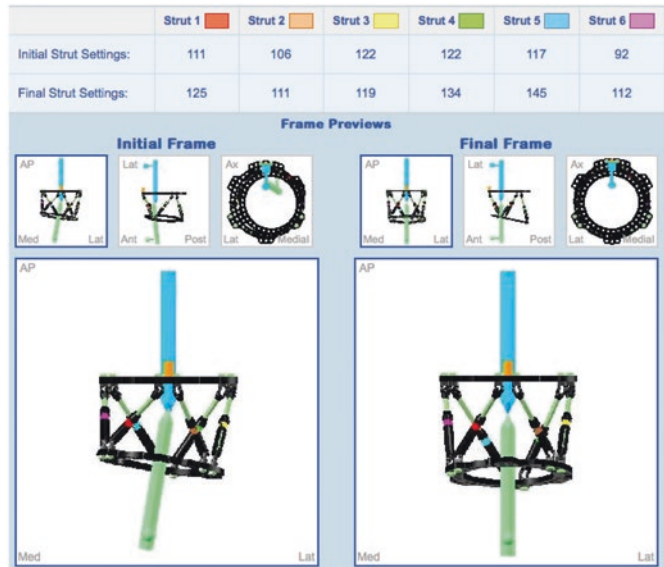 Strut 1 Strut 2 Strut 3 Strut 4 Strut 5 Strut 6
Initial Strut Settings: 111 106 122 122 117 92
Final Strut Settings: 125 111 119 134 145 112
Frame Previews
Initial Frame Final Frame
AP Lat Ax AP Lat Ax
Med Lat Ant Post Lat Medial Med Lat Ant Post Lat Medial
AP AP
Med Lat Med Lat